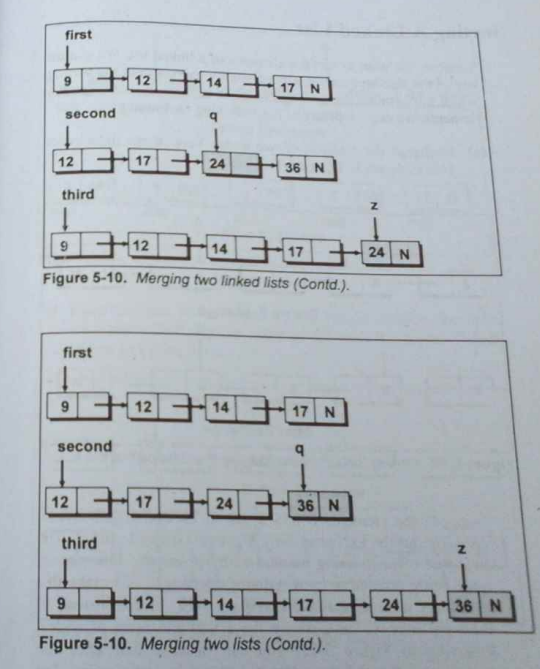 first
9 12 14 17 N
second q
12 17 24 36 N
third z
9 12 14 17 24 N
Figure 5-10. Merging two linked lists (Contd.).
first
9 12 14 17 N
second q
12 17 24 36 N
third z
9 12 14 17 24 36 N
Figure 5-10. Merging two lists (Contd.).